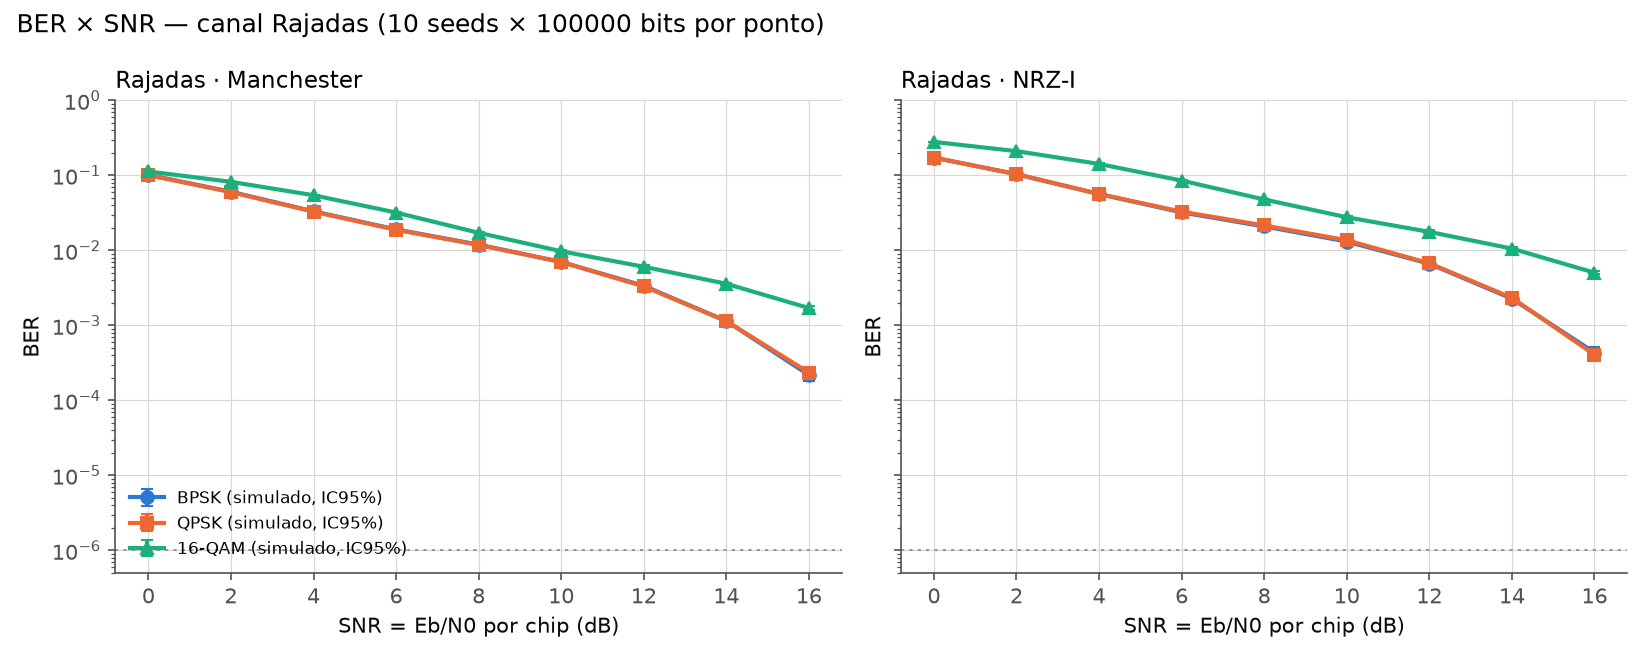 BER × SNR — canal Rajadas (10 seeds × 100000 bits por ponto)
Rajadas · Manchester
10⁰
10⁻¹
10⁻²
10⁻³
10⁻⁴
10⁻⁵
10⁻⁶
BER
BPSK (simulado, IC95%)
QPSK (simulado, IC95%)
16-QAM (simulado, IC95%)
0 2 4 6 8 10 12 14 16
SNR = Eb/N0 por chip (dB)
Rajadas · NRZ-I
BER
0 2 4 6 8 10 12 14 16
SNR = Eb/N0 por chip (dB)